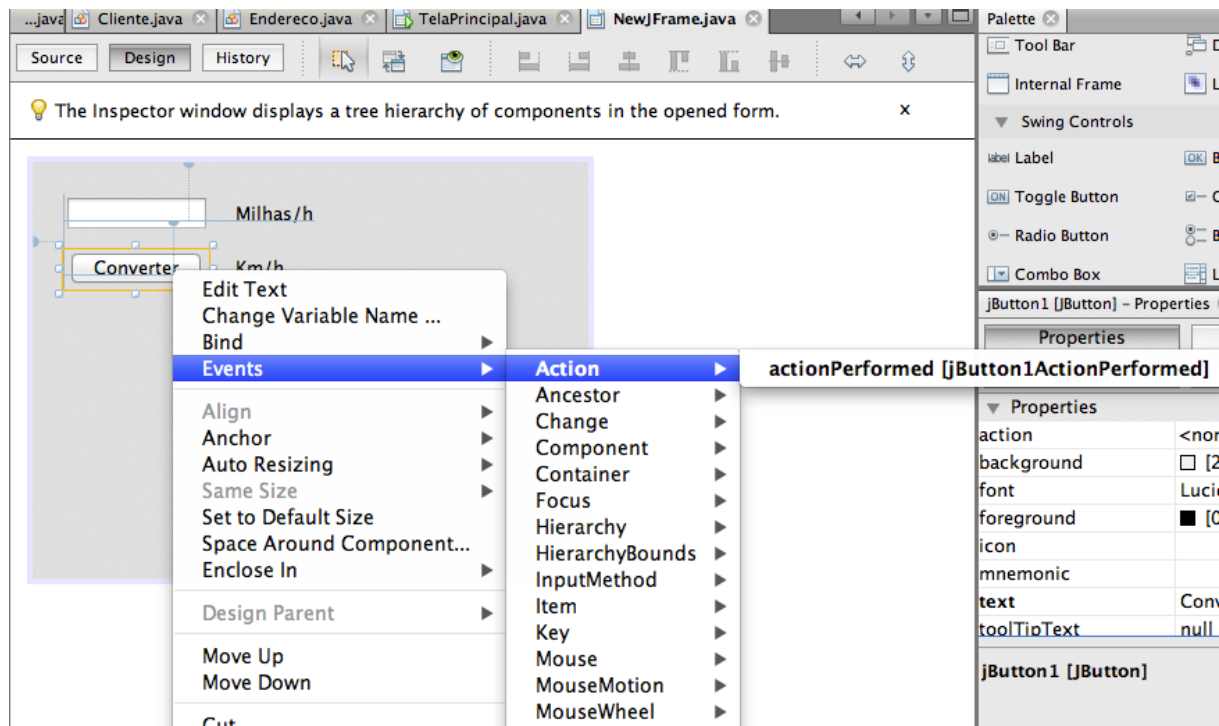 ...java Cliente.java Endereco.java TelaPrincipal.java NewJFrame.java
Source Design History
The Inspector window displays a tree hierarchy of components in the opened form. x
Milhas/h
Converter Km/h
Edit Text
Change Variable Name ...
Bind
Events
Align
Anchor
Auto Resizing
Same Size
Set to Default Size
Space Around Component...
Enclose In
Design Parent
Move Up
Move Down
Cut
Action
Ancestor
Change
Component
Container
Focus
Hierarchy
HierarchyBounds
InputMethod
Item
Key
Mouse
MouseMotion
MouseWheel
actionPerformed [jButton1ActionPerformed]
Palette
Tool Bar
Internal Frame
Swing Controls
label Label
OK
ON Toggle Button
Radio Button
Combo Box
jButton1 [JButton] - Properties
Properties
Properties
action
background
font
foreground
icon
mnemonic
text
toolTipText null
jButton1 [JButton]